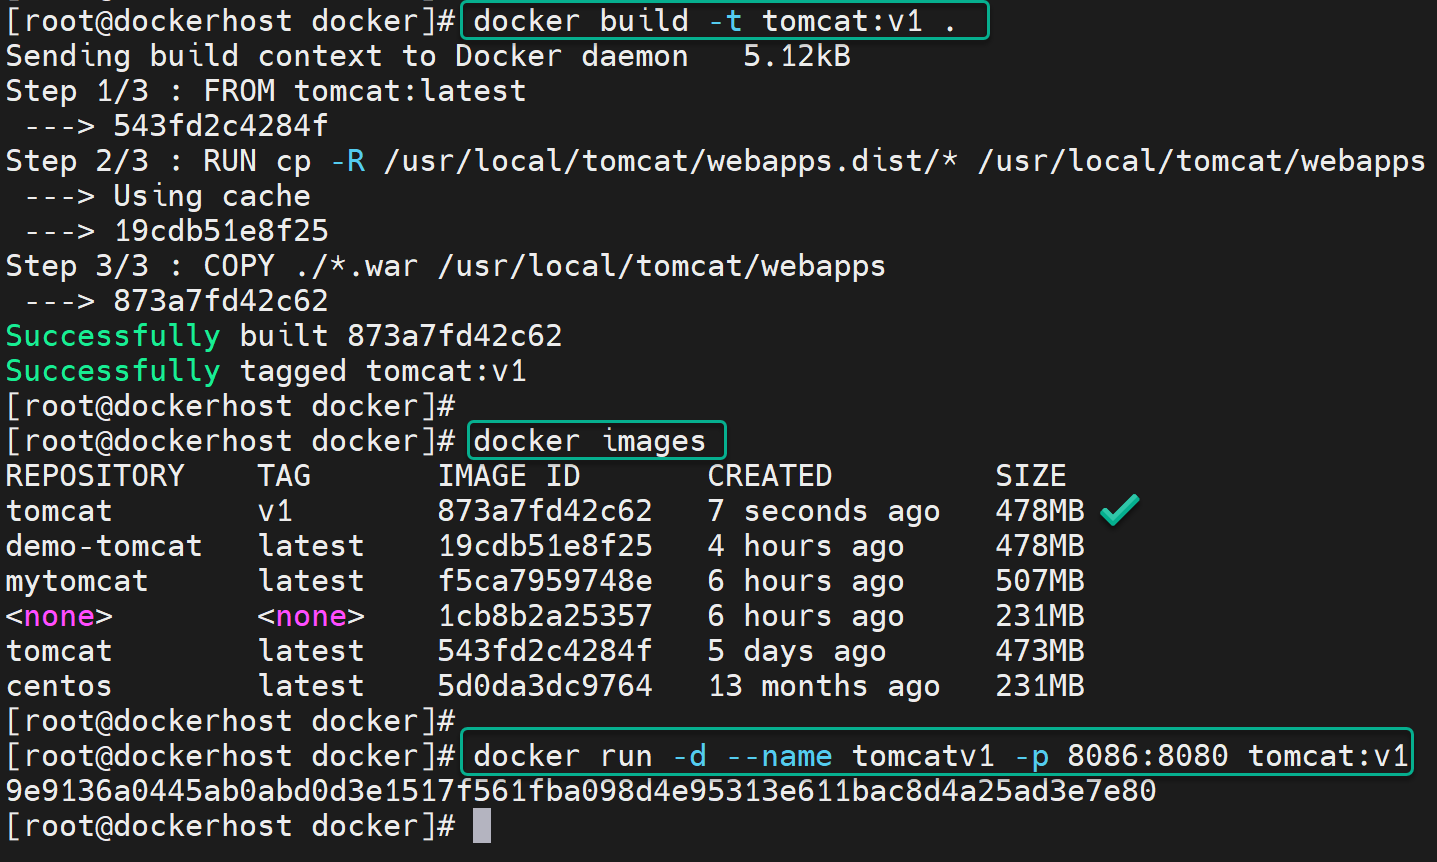 [root@dockerhost docker]# docker build -t tomcat:v1 .
Sending build context to Docker daemon   5.12kB
Step 1/3 : FROM tomcat:latest
 ---> 543fd2c4284f
Step 2/3 : RUN cp -R /usr/local/tomcat/webapps.dist/* /usr/local/tomcat/webapps
 ---> Using cache
 ---> 19cdb51e8f25
Step 3/3 : COPY ./*.war /usr/local/tomcat/webapps
 ---> 873a7fd42c62
Successfully built 873a7fd42c62
Successfully tagged tomcat:v1
[root@dockerhost docker]#
[root@dockerhost docker]# docker images
REPOSITORY    TAG       IMAGE ID       CREATED         SIZE
tomcat        v1        873a7fd42c62   7 seconds ago   478MB
demo-tomcat   latest    19cdb51e8f25   4 hours ago     478MB
mytomcat      latest    f5ca7959748e   6 hours ago     507MB
<none>        <none>    1cb8b2a25357   6 hours ago     231MB
tomcat        latest    543fd2c4284f   5 days ago      473MB
centos        latest    5d0da3dc9764   13 months ago   231MB
[root@dockerhost docker]#
[root@dockerhost docker]# docker run -d --name tomcatv1 -p 8086:8080 tomcat:v1
9e9136a0445ab0abd0d3e1517f561fba098d4e95313e611bac8d4a25ad3e7e80
[root@dockerhost docker]#